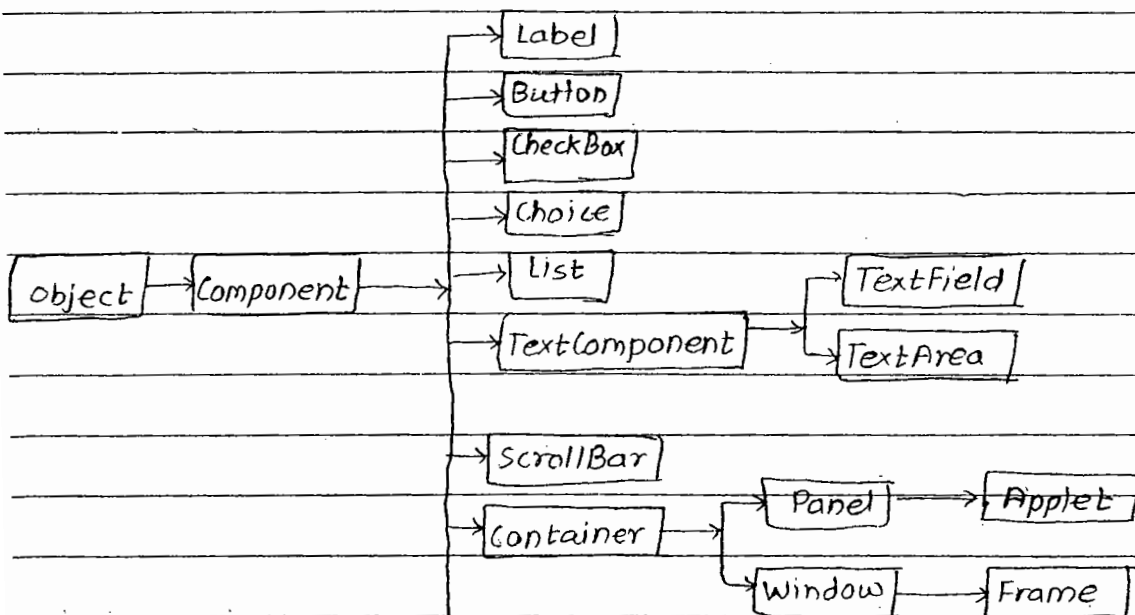 Label
Button
CheckBox
Choice
Object
Component
List
TextComponent
TextField
TextArea
ScrollBar
Container
Panel
Applet
Window
Frame